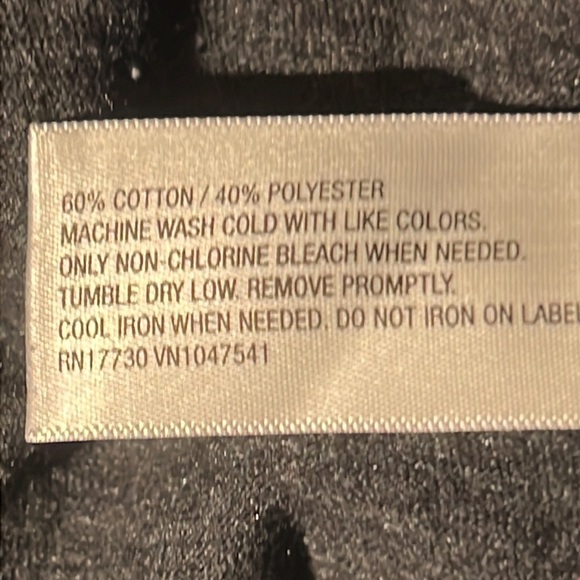 60% COTTON / 40% POLYESTER
MACHINE WASH COLD WITH LIKE COLORS.
ONLY NON-CHLORINE BLEACH WHEN NEEDED.
TUMBLE DRY LOW. REMOVE PROMPTLY.
COOL IRON WHEN NEEDED. DO NOT IRON ON LABEL
RN17730 VN1047541